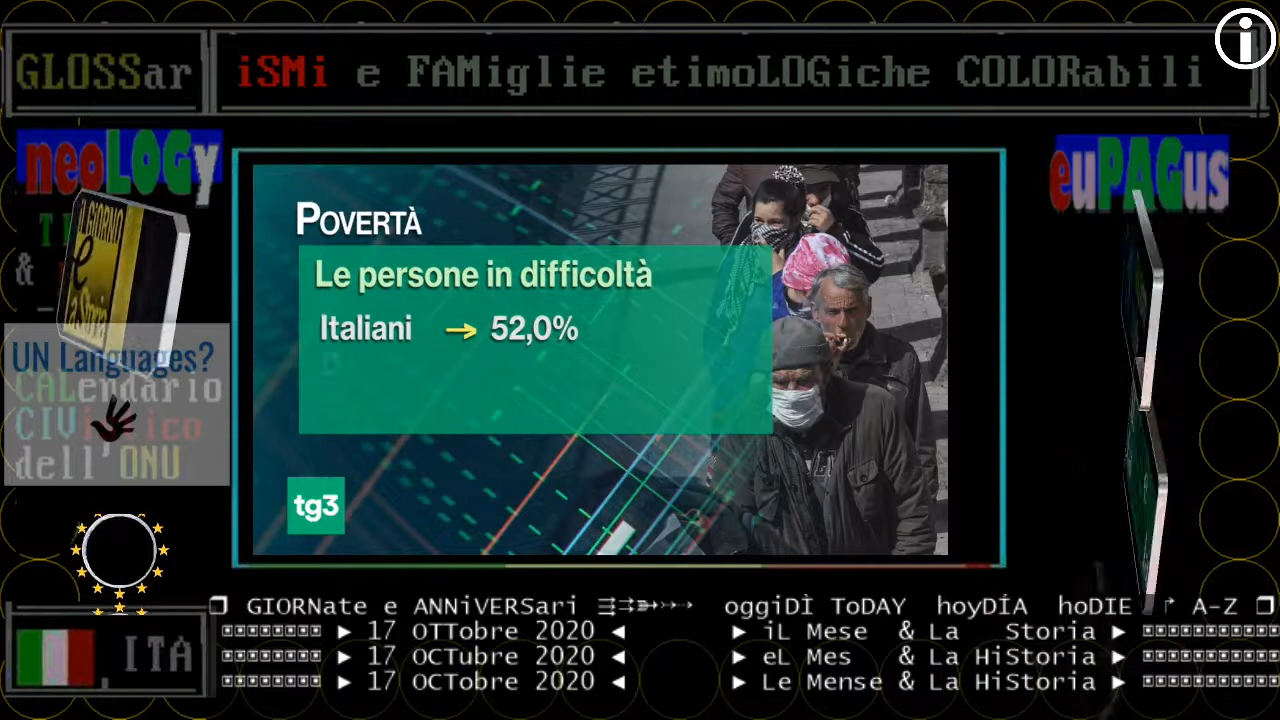 GLOSSar
iSMi e FAMiglie etimoLOGiche COLORabili
neoLOGy
euPAGus
POVERTÀ
Le persone in difficoltà
Italiani → 52,0%
tg3
iL GIORNO
e
la Storia
&
UN Languages?
CALendario
CIVilistico
dell'ONU
ITA
GIORNate e ANNiVERSari
oggiDÌ ToDAY hoyDÍA hoDIE
A-Z
▶ 17 OTTobre 2020 ◀ ▶ iL Mese & La Storia ▶
▶ 17 OCTubre 2020 ◀ ▶ eL Mes & La HiStoria ▶
▶ 17 OCTobre 2020 ◀ ▶ Le Mense & La HiStoria ▶